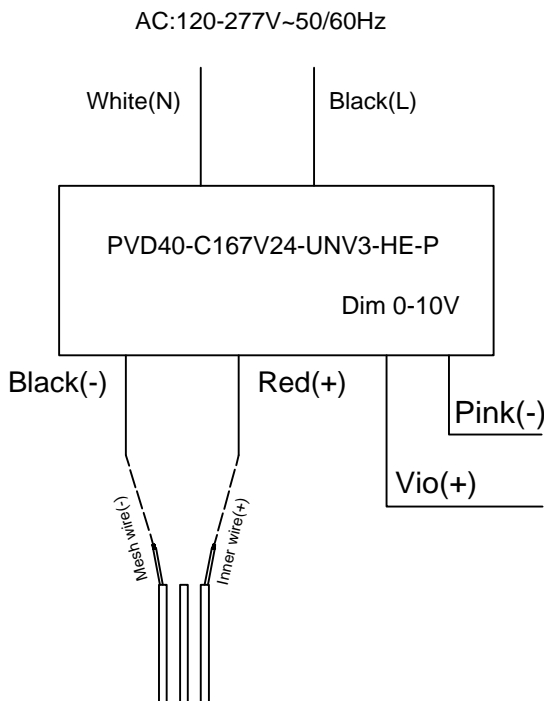 AC:120-277V~50/60Hz
White(N)
Black(L)
PVD40-C167V24-UNV3-HE-P
Dim 0-10V
Black(-)
Red(+)
Pink(-)
Vio(+)
Mesh wire(-)
Inner wire(+)